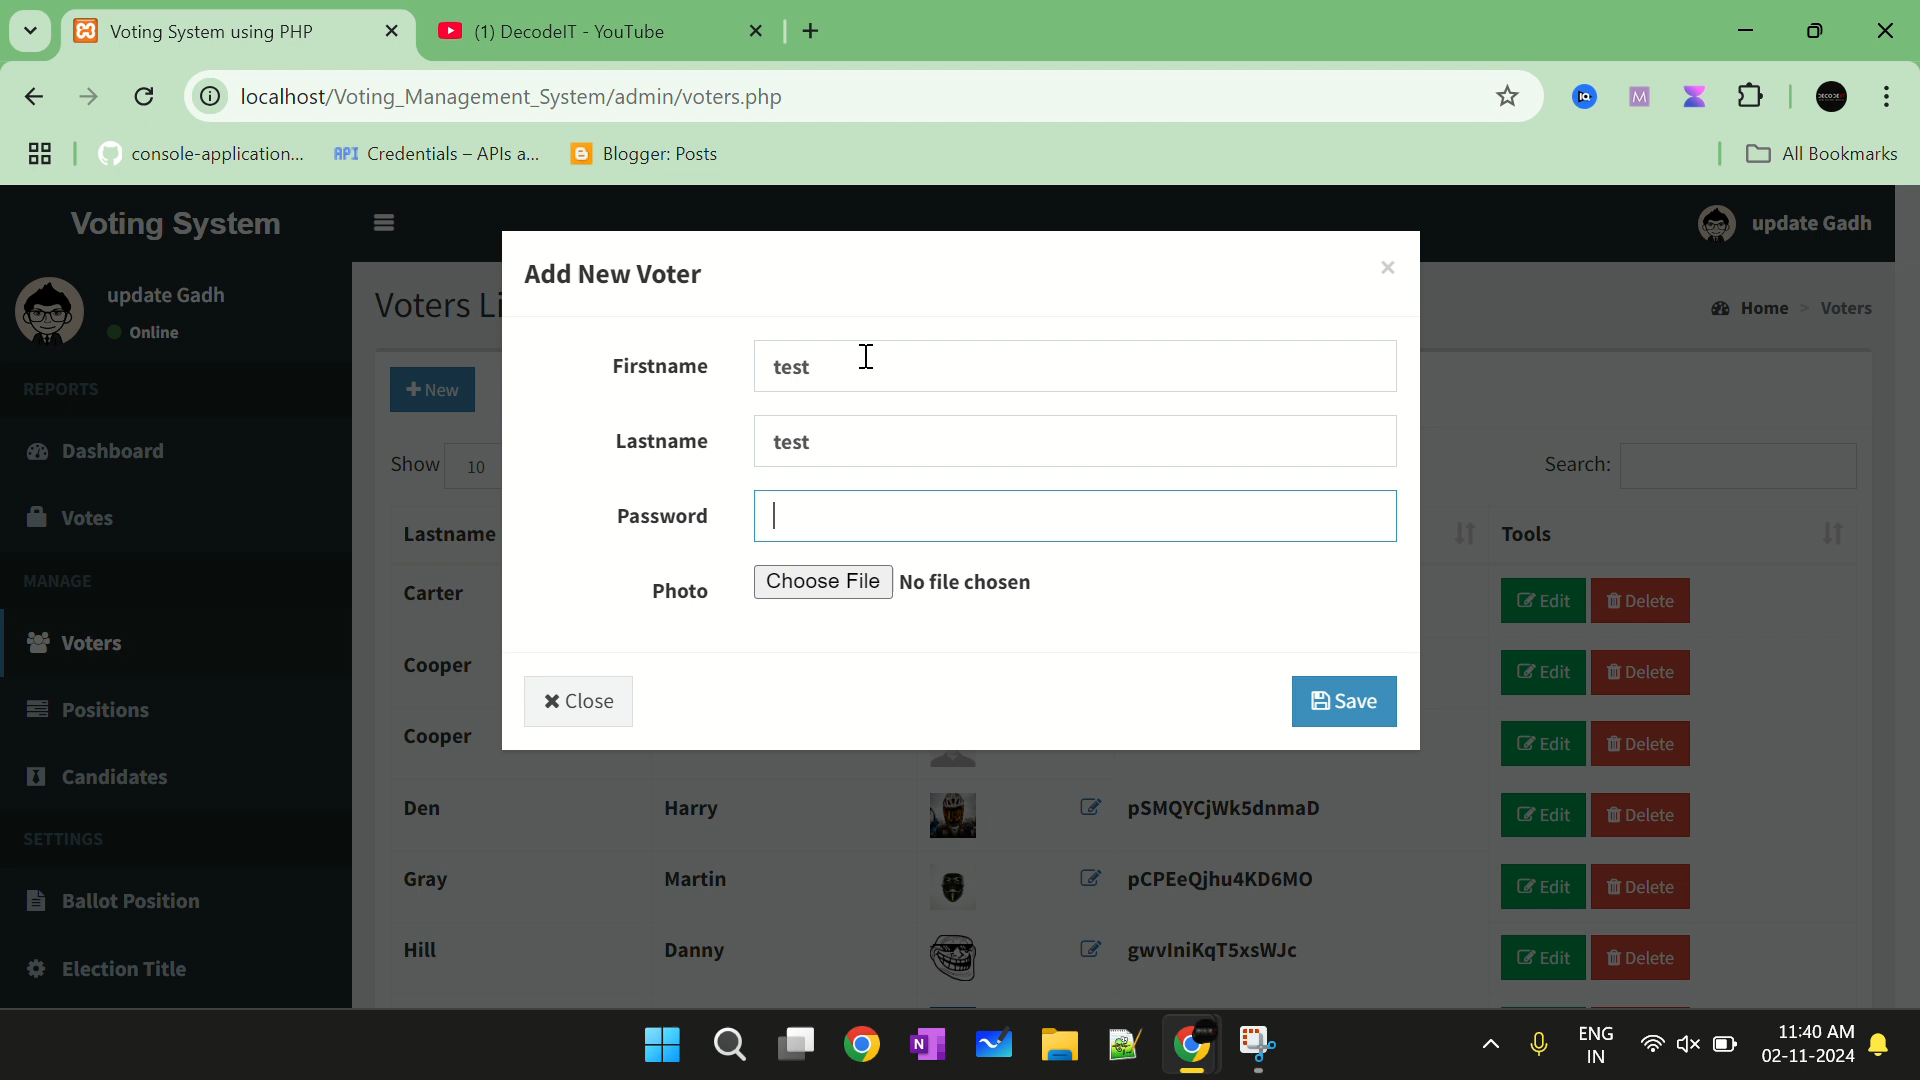 Voting System using PHP
(1) DecodeIT - YouTube
localhost/Voting_Management_System/admin/voters.php
console-application...
API Credentials – APIs a...
Blogger: Posts
All Bookmarks
Voting System
update Gadh
update Gadh
Online
REPORTS
Dashboard
Votes
MANAGE
Voters
Positions
Candidates
SETTINGS
Ballot Position
Election Title
Voters Li
Home > Voters
New
Show 10
Search:
Lastname
Tools
Carter
Edit Delete
Cooper
Edit Delete
Cooper
Edit Delete
Den Harry pSMQYCjWk5dnmaD Edit Delete
Gray Martin pCPEeQjhu4KD6MO Edit Delete
Hill Danny gwvlniKqT5xsWJc Edit Delete
Add New Voter
×
Firstname test
Lastname test
Password
Photo Choose File No file chosen
Close
Save
ENG
IN
11:40 AM
02-11-2024